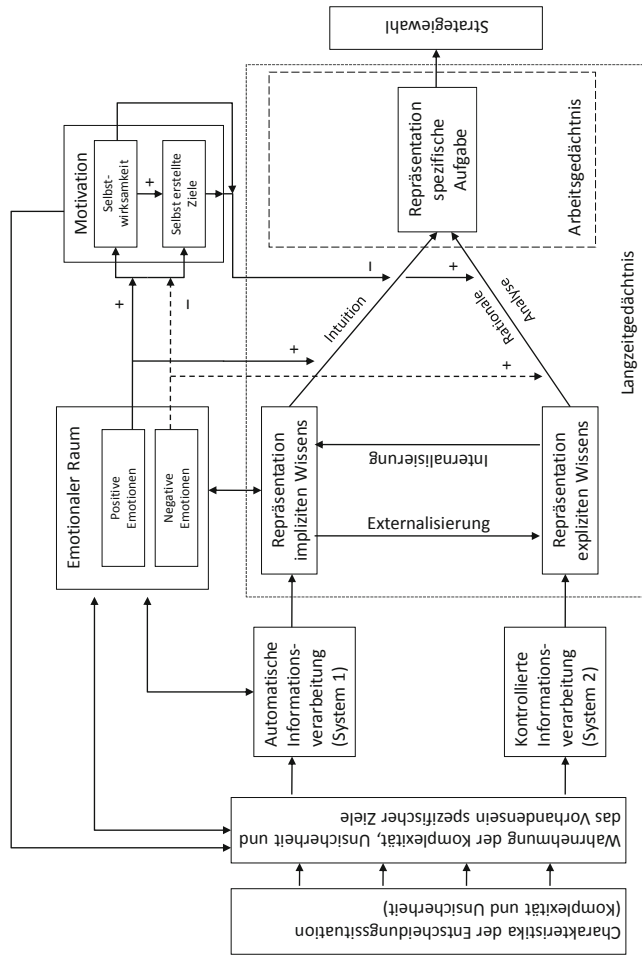 Charakteristika der Entscheidungssituation
(Komplexität und Unsicherheit)
Wahrnehmung der Komplexität, Unsicherheit und
das Vorhandensein spezifischer Ziele
Automatische
Informations-
verarbeitung
(System 1)
Kontrollierte
Informations-
verarbeitung
(System 2)
Emotionaler Raum
Positive
Emotionen
Negative
Emotionen
Motivation
Selbst-
wirksamkeit
+
Selbst erstellte
Ziele
+
–
+
+
–
+
Repräsentation
impliziten Wissens
Externalisierung
Internalisierung
Repräsentation
expliziten Wissens
Intuition
Rationale
Analyse
Repräsentation
spezifische
Aufgabe
Arbeitsgedächtnis
Langzeitgedächtnis
Strategiewahl